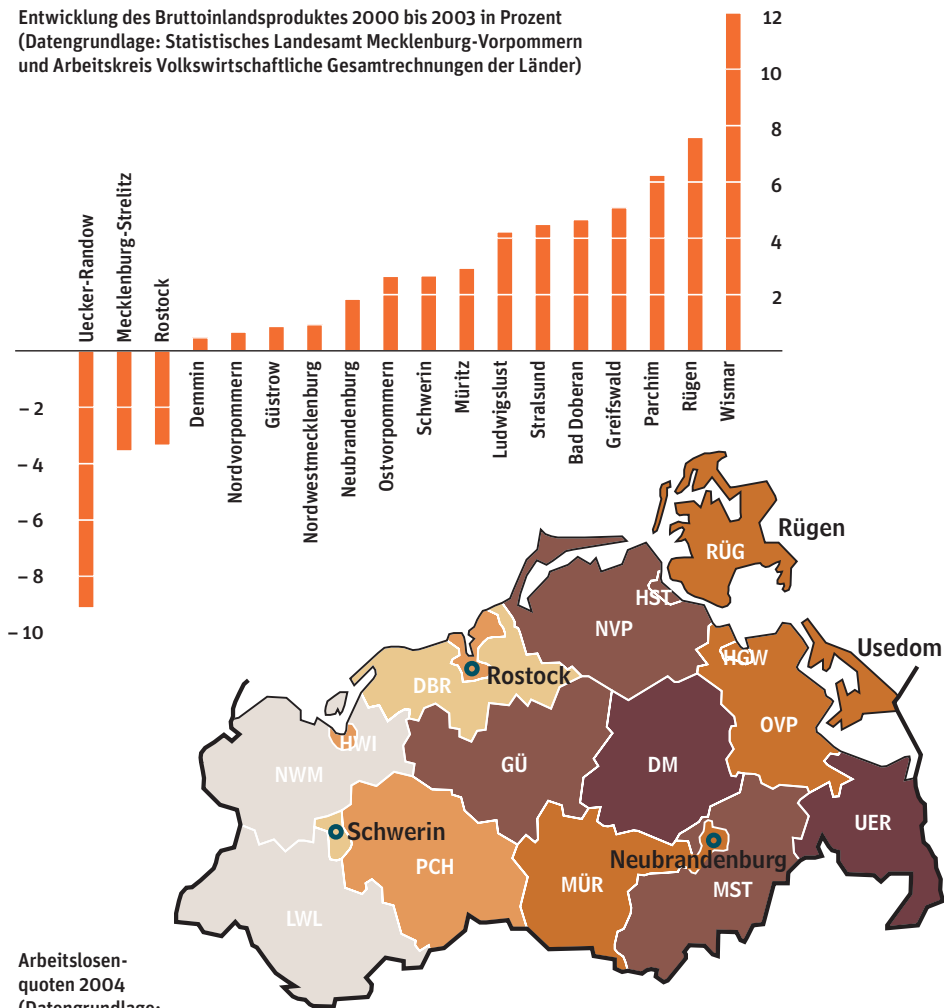 Entwicklung des Bruttoinlandsproduktes 2000 bis 2003 in Prozent
(Datengrundlage: Statistisches Landesamt Mecklenburg-Vorpommern
und Arbeitskreis Volkswirtschaftliche Gesamtrechnungen der Länder)
12
10
8
6
4
2
Uecker-Randow
Mecklenburg-Strelitz
Rostock
Demmin
Nordvorpommern
Güstrow
Nordwestmecklenburg
Neubrandenburg
Ostvorpommern
Schwerin
Müritz
Ludwigslust
Stralsund
Bad Doberan
Greifswald
Parchim
Rügen
Wismar
– 2
– 4
– 6
– 8
– 10
Rügen
RÜG
HST
NVP
Usedom
HGW
Rostock
DBR
OVP
HWI
GÜ
DM
NWM
UER
Schwerin
Neubrandenburg
PCH
MÜR
MST
LWL
Arbeitslosen-
quoten 2004
(Datengrundlage: